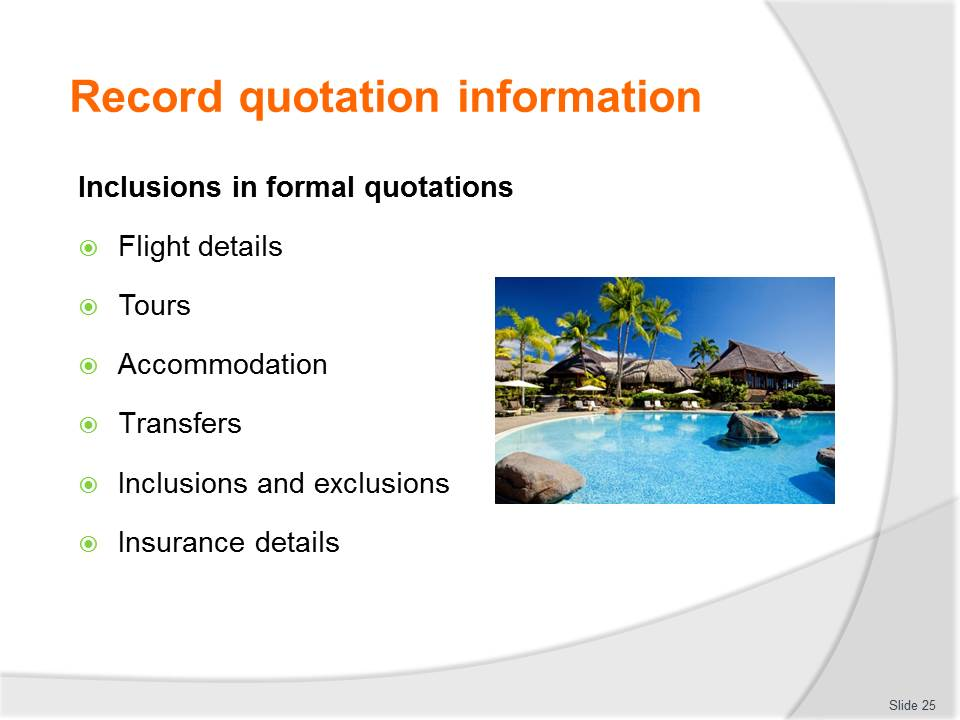 Record quotation information
Inclusions in formal quotations
Flight details
Tours
Accommodation
Transfers
Inclusions and exclusions
Insurance details
Slide 25